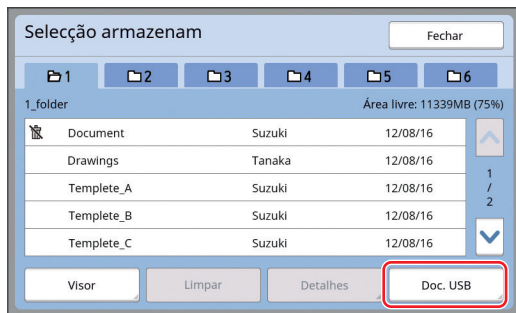 Selecção armazenam
Fechar
1 2 3 4 5 6
1_folder Área livre: 11339MB (75%)
Document Suzuki 12/08/16
Drawings Tanaka 12/08/16
Templete_A Suzuki 12/08/16
Templete_B Suzuki 12/08/16
Templete_C Suzuki 12/08/16
1
/
2
Visor Limpar Detalhes Doc. USB